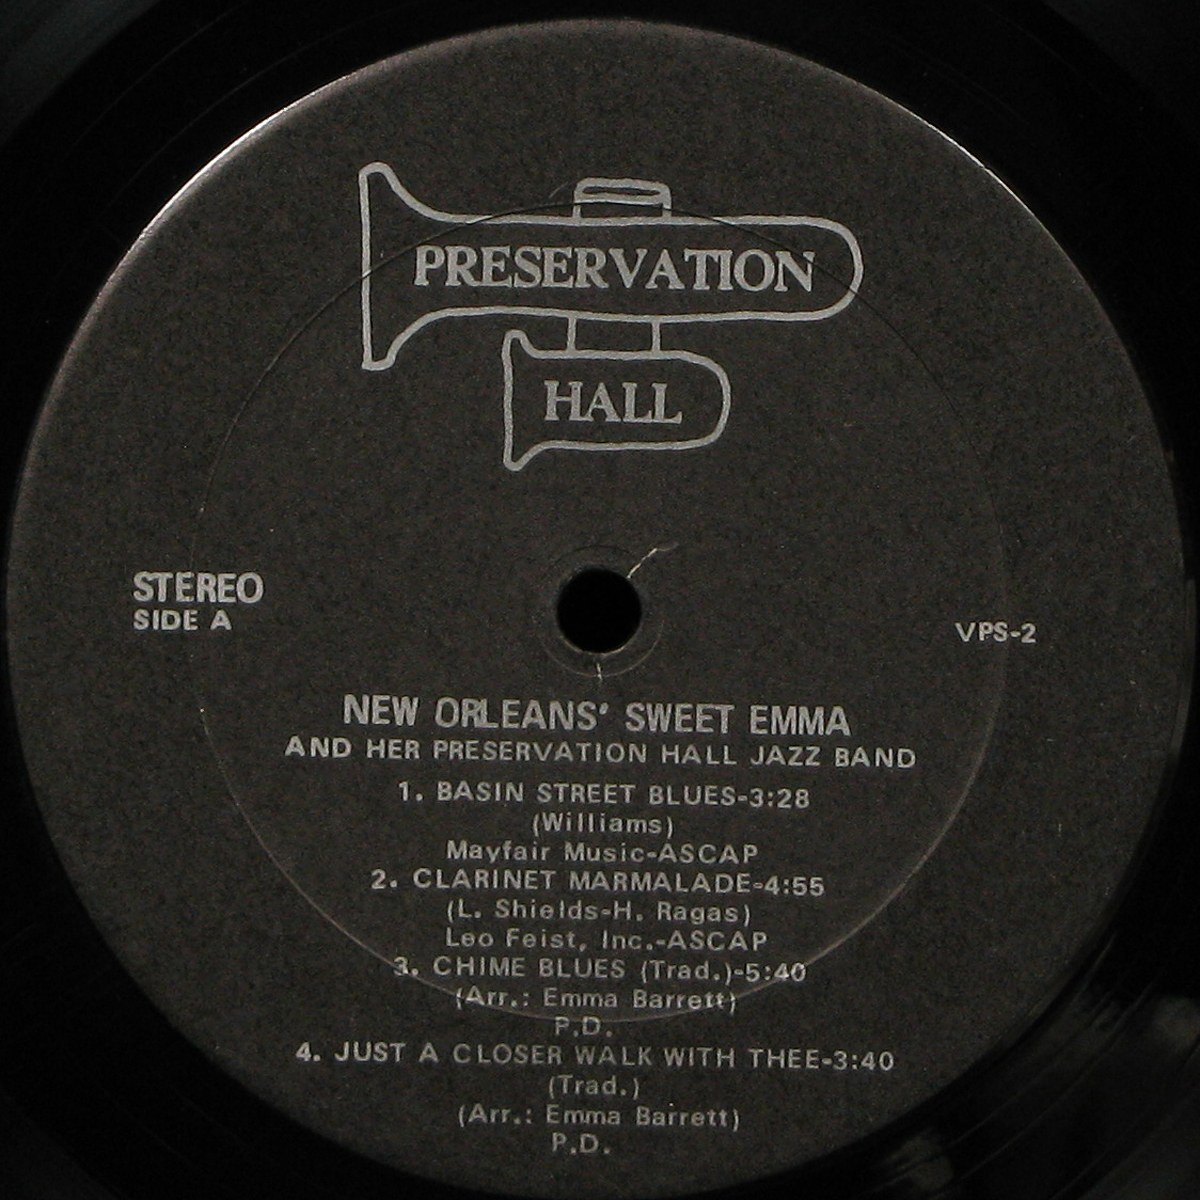 PRESERVATION
HALL
STEREO
SIDE A
VPS-2
NEW ORLEANS' SWEET EMMA
AND HER PRESERVATION HALL JAZZ BAND
1. BASIN STREET BLUES-3:28
(Williams)
Mayfair Music-ASCAP
2. CLARINET MARMALADE-4:55
(L. Shields-H. Ragas)
Leo Feist, Inc.-ASCAP
3. CHIME BLUES (Trad.)-5:40
(Arr.: Emma Barrett)
P.D.
4. JUST A CLOSER WALK WITH THEE-3:40
(Trad.)
(Arr.: Emma Barrett)
P.D.